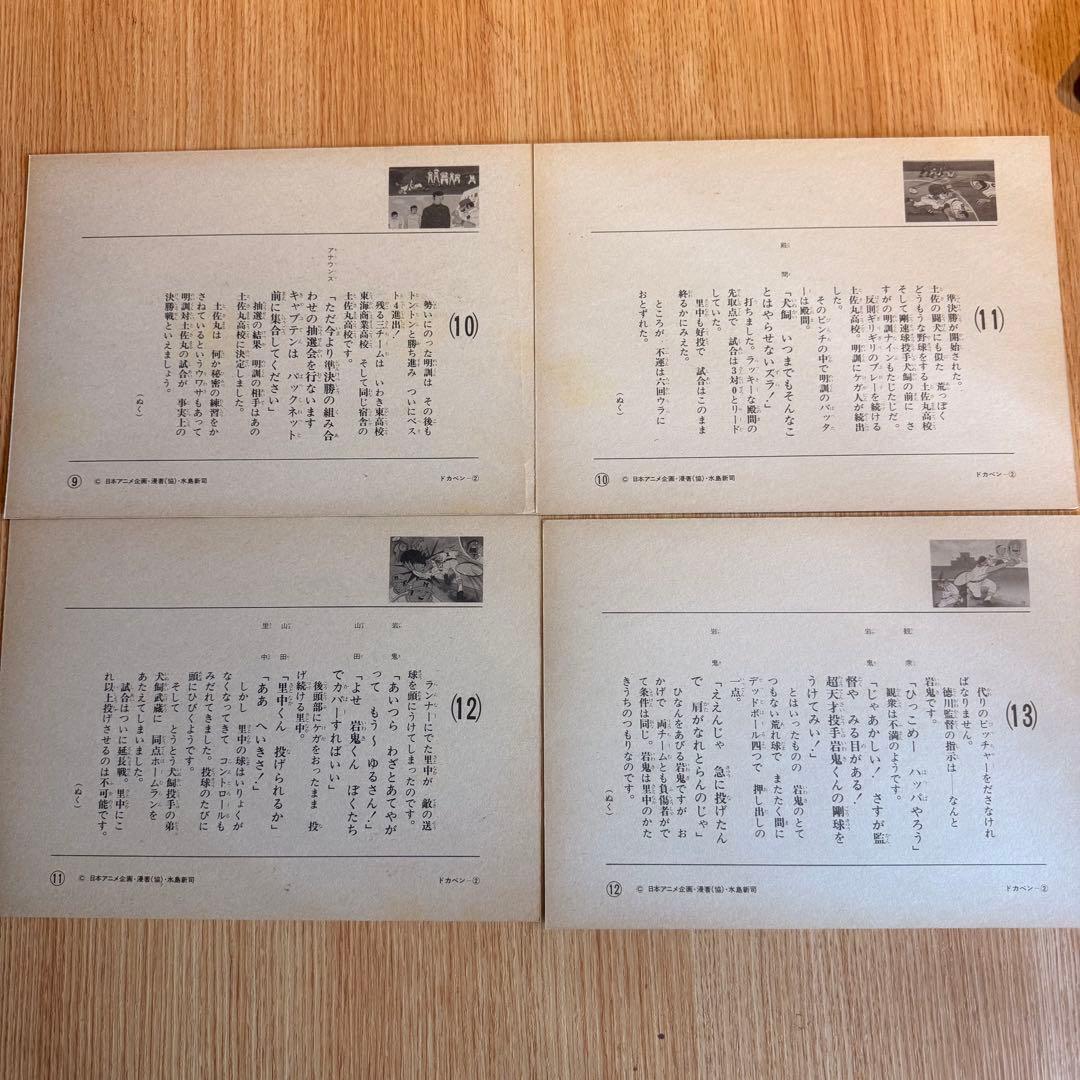 (10)
勢いにのった明訓は その後も
トントンと勝ち進み ついにベス
ト4進出!
残る三チームは いわき東高校
東海商業高校 そして同じ宿舎の
土佐丸高校です。
アナウンス
「ただ今より準決勝の組み合
わせの抽選会を行ないます
キャプテンは バックネット
前に集合してください」
抽選の結果 明訓の相手はあの
土佐丸高校に決定しました。
土佐丸は 何か秘密の練習をか
さねているというウワサもあって
明訓対土佐丸の試合が 事実上の
決勝戦といえましょう。
(ぬく)
⑨ © 日本アニメ企画・漫著(協)・水島新司
ドカベン—②
(11)
準決勝が開始された。
土佐の闘犬にも似た 荒っぽく
どうもうな野球をする土佐丸高校
そして剛速球投手犬飼の前に さ
すが の明訓ナインもたじたじだ。
反則ギリギリのプレーを続ける
土佐丸高校。明訓にケガ人が続出
した。
そのピンチの中で明訓のバッタ
ーは殿間。
殿間
「犬飼 いつまでもそんなこ
とはやらせないズラ!」
打ちました。ラッキーな殿間の
先取点で 試合は3対0とリード
していた。
里中も好投で 試合はこのまま
終るかにみえた。
ところが 不運は六回ウラに
おとずれた。
(ぬく)
⑩ © 日本アニメ企画・漫著(協)・水島新司
ドカベン—②
(12)
ランナーにでた里中が 敵の送
球を頭にうけてしまったのです。
岩鬼
「あいつら わざとあてやが
って もう〜 ゆるさん!」
山田
「よせ 岩鬼くん ぼくたち
でカバーすればいい」
後頭部にケガをおったまま 投
げ続ける里中。
山田
「里中くん 投げられるか」
里中
「ああ へいきさ!」
しかし 里中の球はいりょくが
なくなってきて コントロールも
みだれてきました。投球のたびに
頭にひびくようです。
そして とうとう犬飼投手の弟
犬飼武蔵に 同点ホームランを
あたえてしまいました。
試合はついに延長戦。里中にこ
れ以上投げさせるのは不可能です。
(ぬく)
⑪ © 日本アニメ企画・漫著(協)・水島新司
ドカベン—②
(13)
代りのピッチャーをださなけれ
ばなりません。
徳川監督の指示は—— なんと
岩鬼です。
観衆
「ひっこめー ハッパやろう」
観衆は不満のようです。
岩鬼
「じゃあかしい! さすが監
督や みる目がある!
超天才投手岩鬼くんの剛球を
うけてみい!」
とはいったものの 岩鬼のとて
つもない荒れ球で またたく間に
デッドボール四つで 押し出しの
一点。
岩鬼
「ええんじゃ 急に投げたん
で 肩がなれとらんのじゃ」
ひなんをあびる岩鬼ですが お
かげで 両チームとも負傷者がで
て条件は同じ。岩鬼は里中のかた
きうちのつもりなのです。
(ぬく)
⑫ © 日本アニメ企画・漫著(協)・水島新司
ドカベン—②